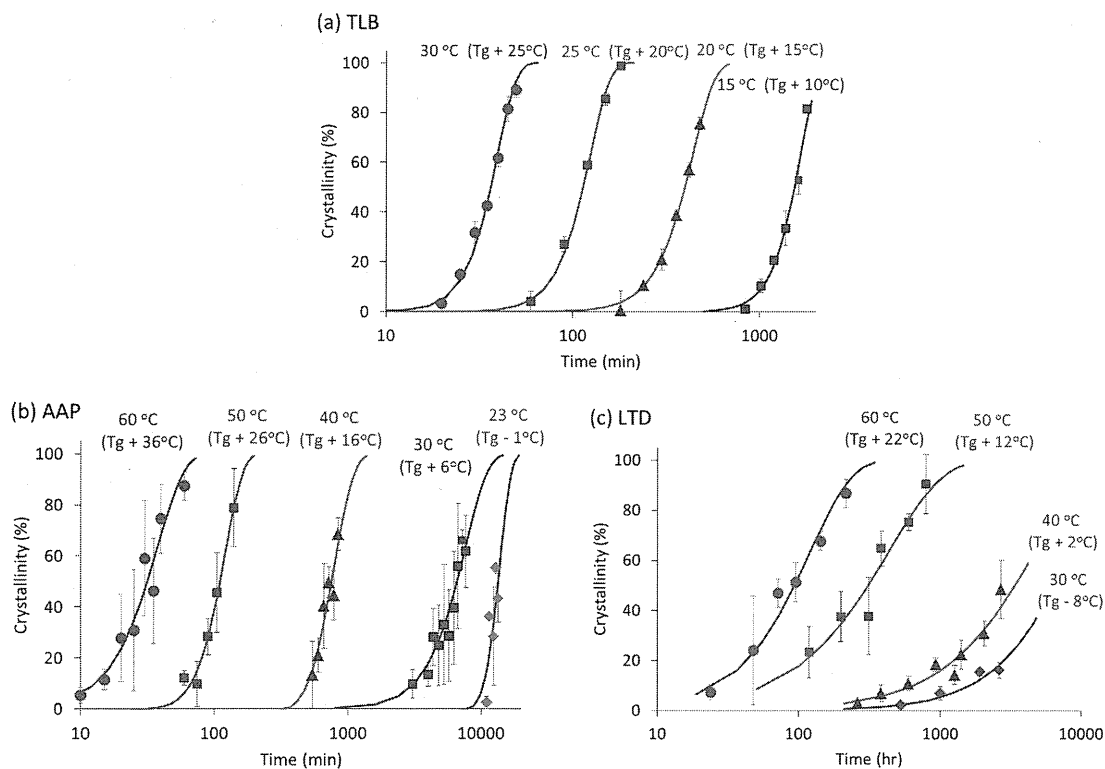 (a) TLB
30 °C (Tg + 25°C)
25 °C (Tg + 20°C)
20 °C (Tg + 15°C)
15 °C (Tg + 10°C)
Crystallinity (%)
100
80
60
40
20
0
10
100
1000
Time (min)
(b) AAP
60 °C
(Tg + 36°C)
50 °C
(Tg + 26°C)
40 °C
(Tg + 16°C)
30 °C
(Tg + 6°C)
23 °C
(Tg - 1°C)
Crystallinity (%)
100
80
60
40
20
0
10
100
1000
10000
Time (min)
(c) LTD
60 °C
(Tg + 22°C)
50 °C
(Tg + 12°C)
40 °C
(Tg + 2°C)
30 °C
(Tg - 8°C)
Crystallinity (%)
100
80
60
40
20
0
10
100
1000
10000
Time (hr)